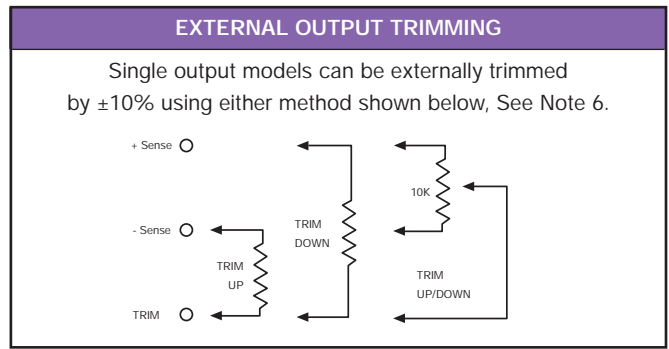 EXTERNAL OUTPUT TRIMMING
Single output models can be externally trimmed
by ±10% using either method shown below, See Note 6.
+ Sense
10K
- Sense
TRIM
DOWN
TRIM
UP
TRIM
UP/DOWN
TRIM